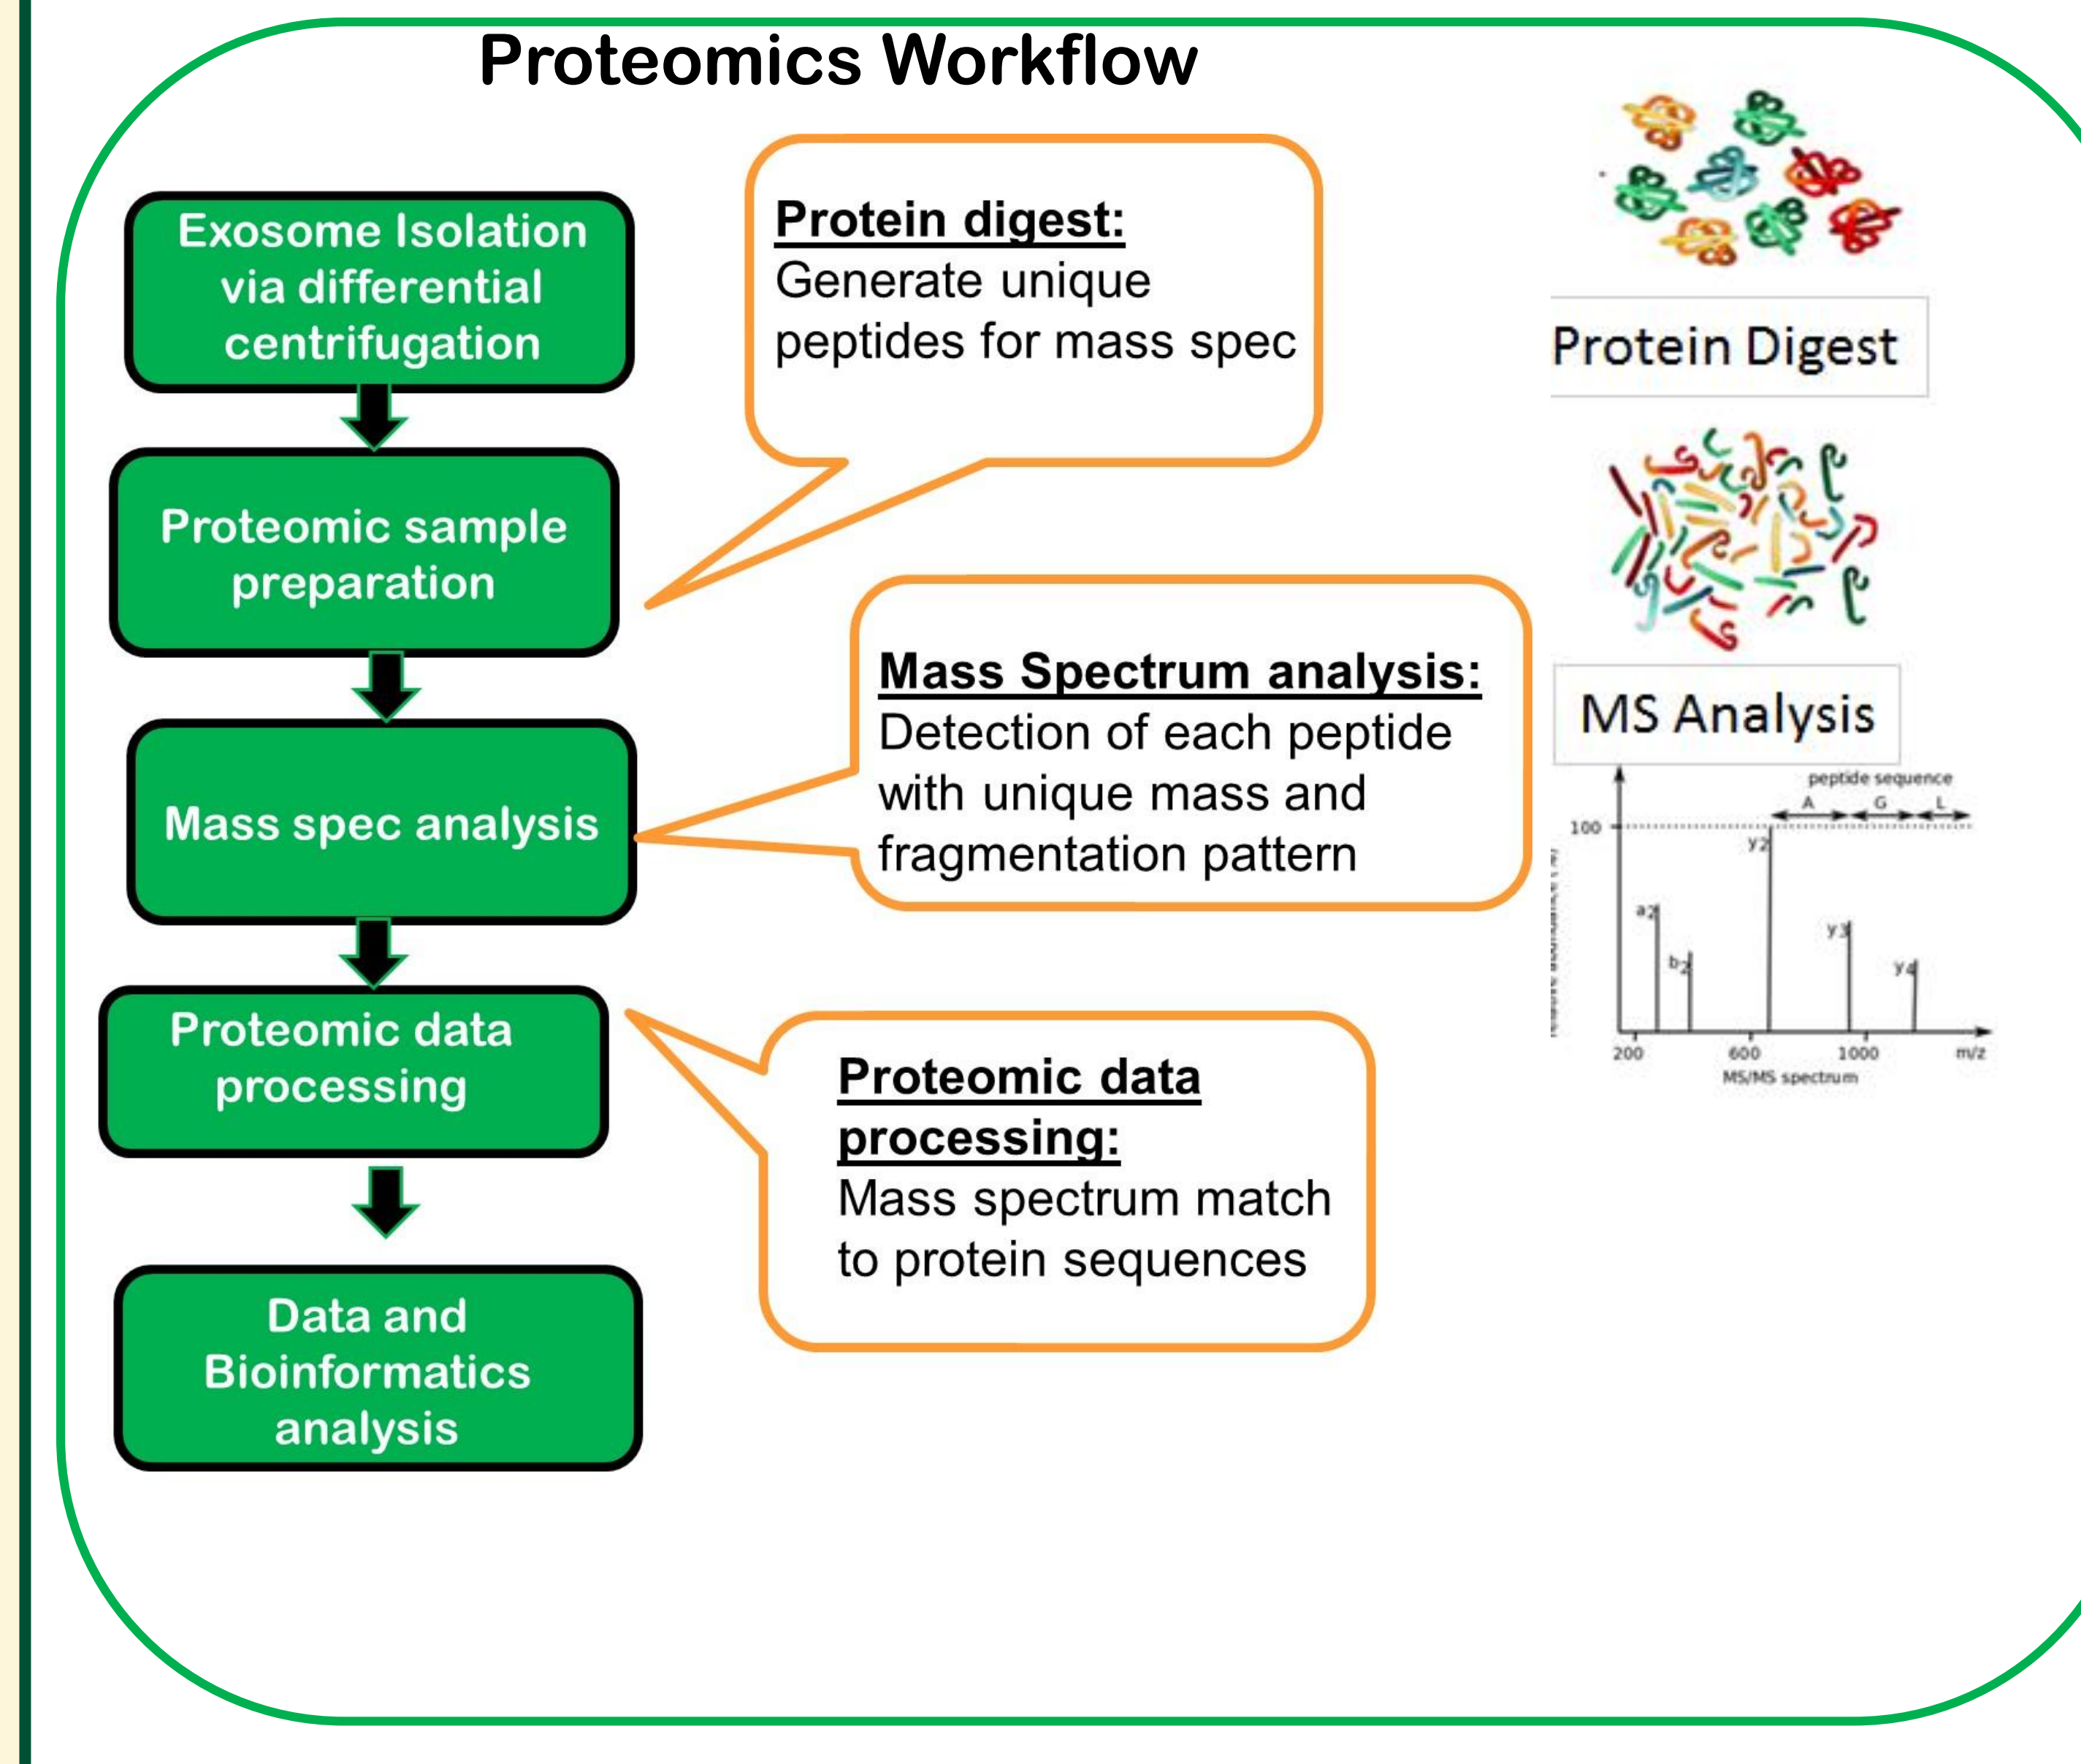 Proteomics Workflow
Exosome Isolation
via differential
centrifugation
Proteomic sample
preparation
Mass spec analysis
Proteomic data
processing
Data and
Bioinformatics
analysis
Protein digest:
Generate unique
peptides for mass spec
Mass Spectrum analysis:
Detection of each peptide
with unique mass and
fragmentation pattern
Proteomic data
processing:
Mass spectrum match
to protein sequences
Protein Digest
MS Analysis
peptide sequence
A G L
100
y2
a2
y3
b2
y4
200 600 1000 m/z
MS/MS spectrum